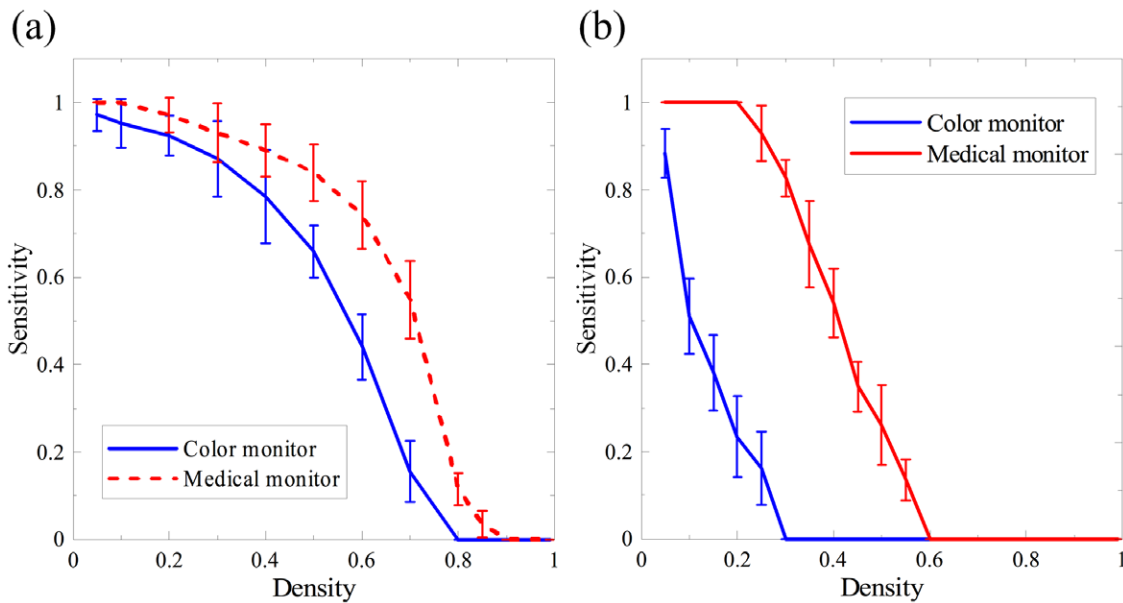 (a)
Sensitivity
1
0.8
0.6
0.4
0.2
0
Color monitor
Medical monitor
0.2 0.4 0.6 0.8 1
Density
(b)
Sensitivity
1
0.8
0.6
0.4
0.2
0
Color monitor
Medical monitor
0 0.2 0.4 0.6 0.8 1
Density